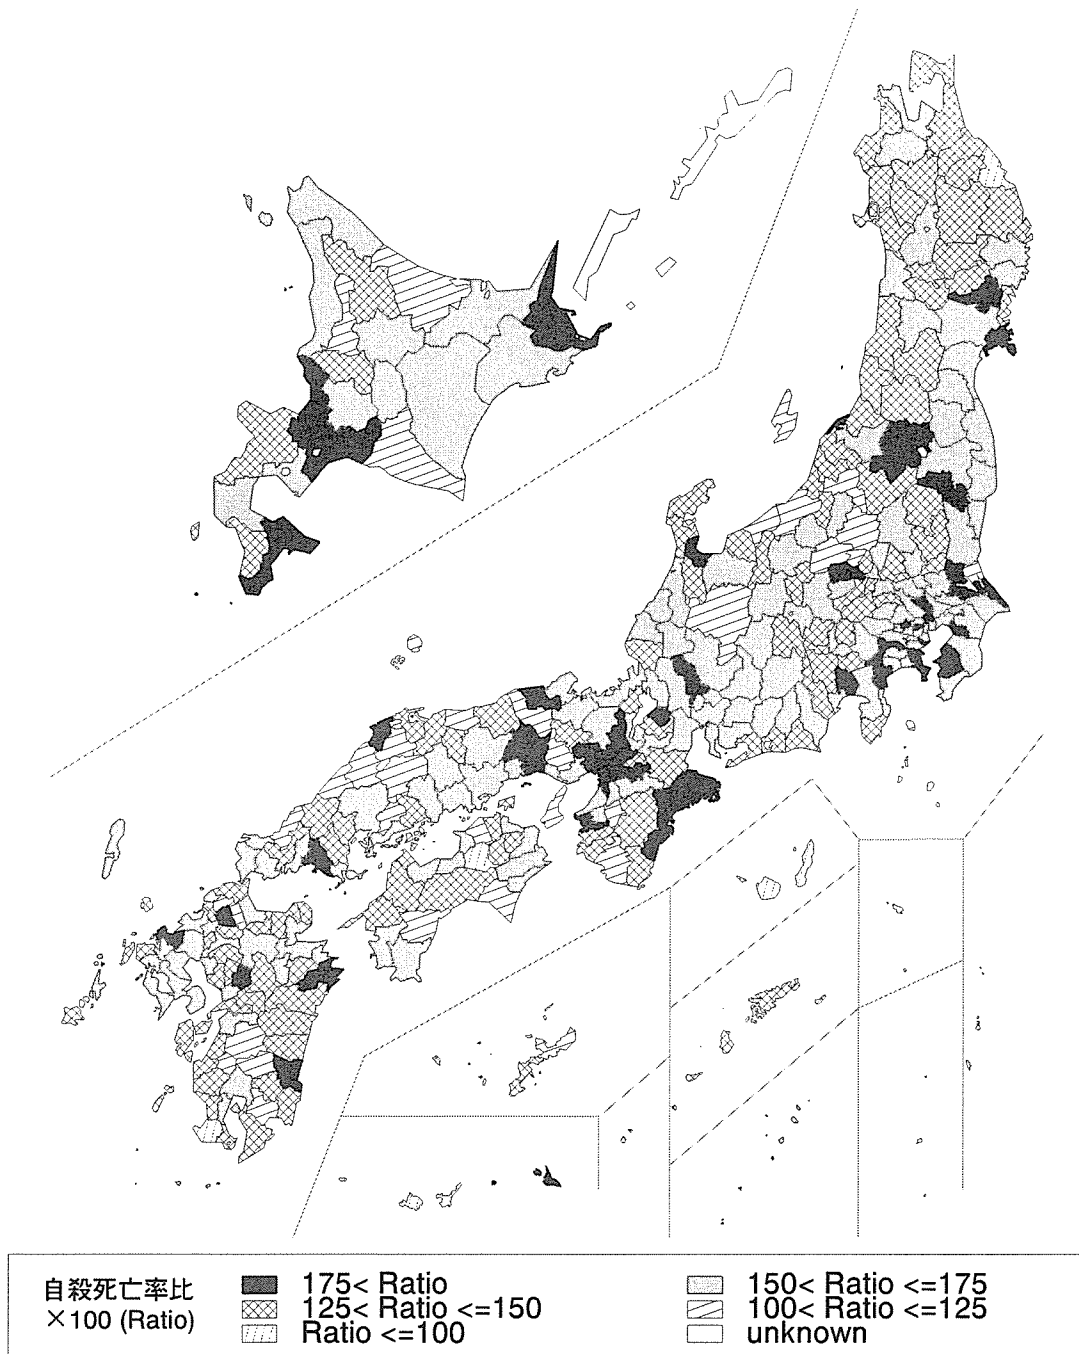 自殺死亡率比
×100 (Ratio)
175< Ratio
125< Ratio <=150
Ratio <=100
150< Ratio <=175
100< Ratio <=125
unknown